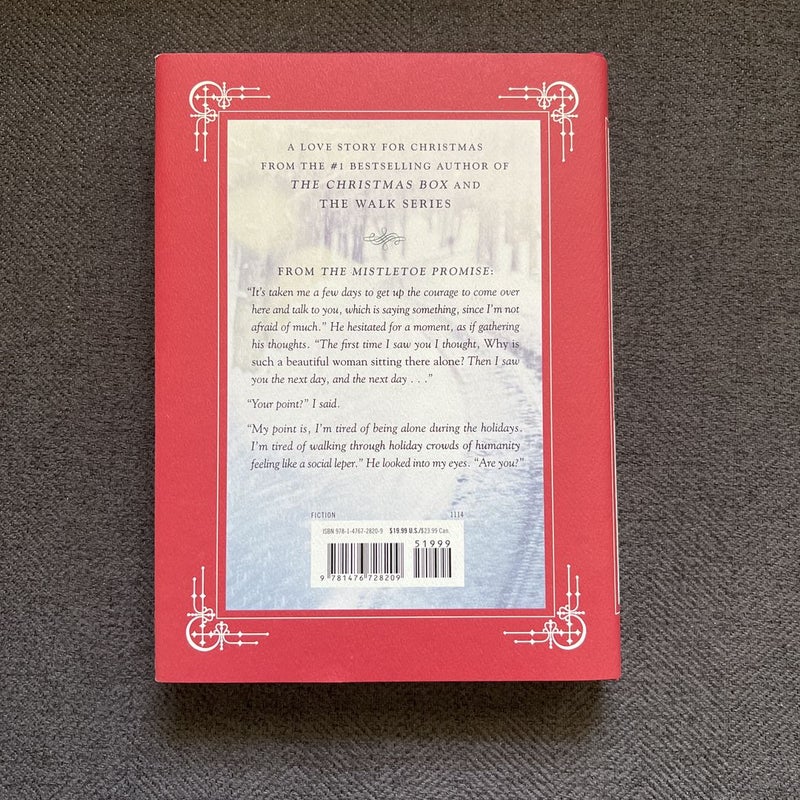 A LOVE STORY FOR CHRISTMAS
FROM THE #1 BESTSELLING AUTHOR OF
THE CHRISTMAS BOX AND
THE WALK SERIES
FROM THE MISTLETOE PROMISE:
“It's taken me a few days to get up the courage to come over
here and talk to you, which is saying something, since I'm not
afraid of much.” He hesitated for a moment, as if gathering
his thoughts. “The first time I saw you I thought, Why is
such a beautiful woman sitting there alone? Then I saw
you the next day, and the next day . . .”
“Your point?” I said.
“My point is, I'm tired of being alone during the holidays.
I'm tired of walking through holiday crowds of humanity
feeling like a social leper.” He looked into my eyes. “Are you?”
FICTION 1114
ISBN 978-1-4767-2820-9 $19.99 U.S./$23.99 Can.
51999
9 781476 728209